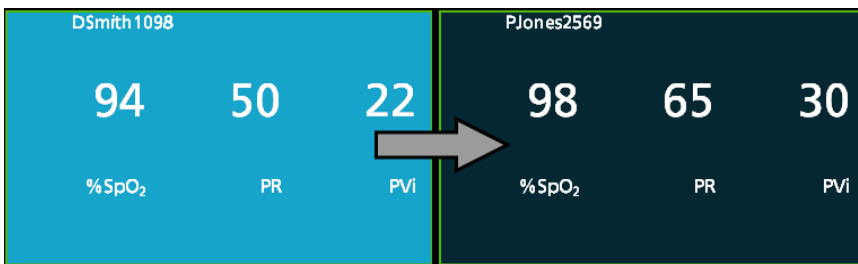 DSmith1098
94 50 22
%SpO₂ PR PVi
PJones2569
98 65 30
%SpO₂ PR PVi